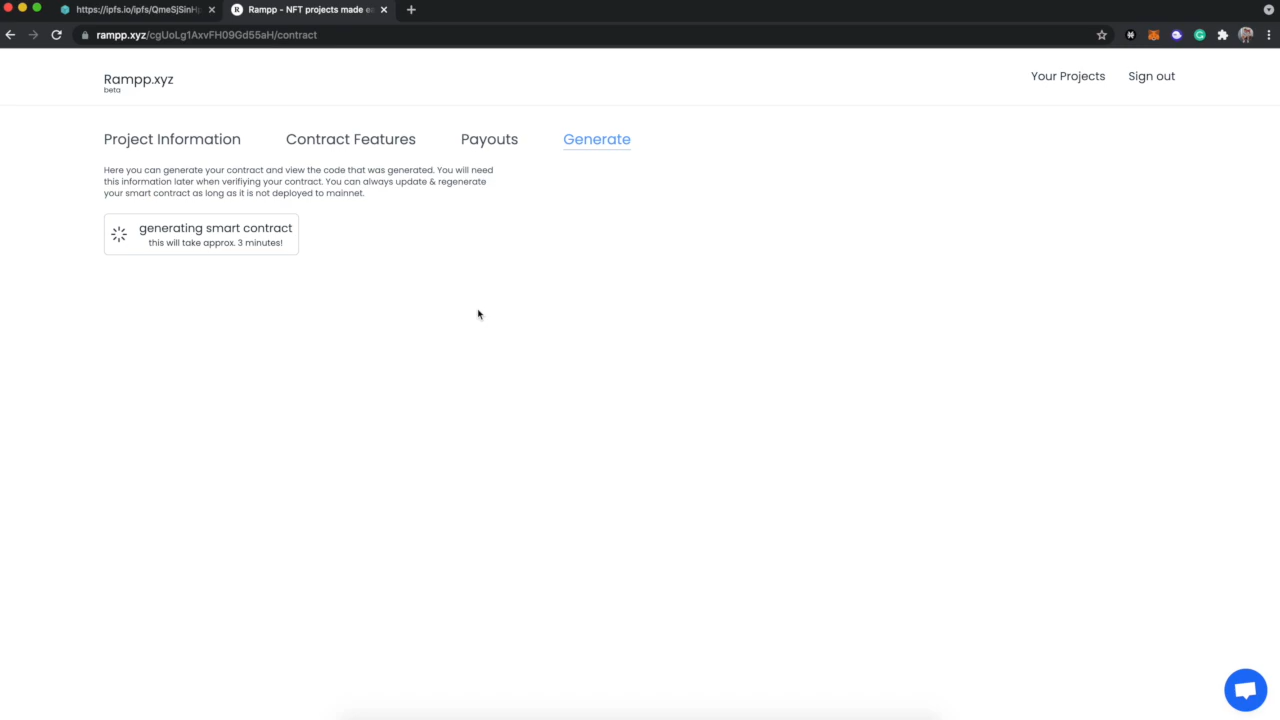 https://ipfs.io/ipfs/QmeSjSinH
Rampp - NFT projects made e
rampp.xyz/cgUoLg1AxvFH09Gd55aH/contract
Rampp.xyz
beta
Your Projects
Sign out
Project Information
Contract Features
Payouts
Generate
Here you can generate your contract and view the code that was generated. You will need
this information later when verifiying your contract. You can always update & regenerate
your smart contract as long as it is not deployed to mainnet.
generating smart contract
this will take approx. 3 minutes!